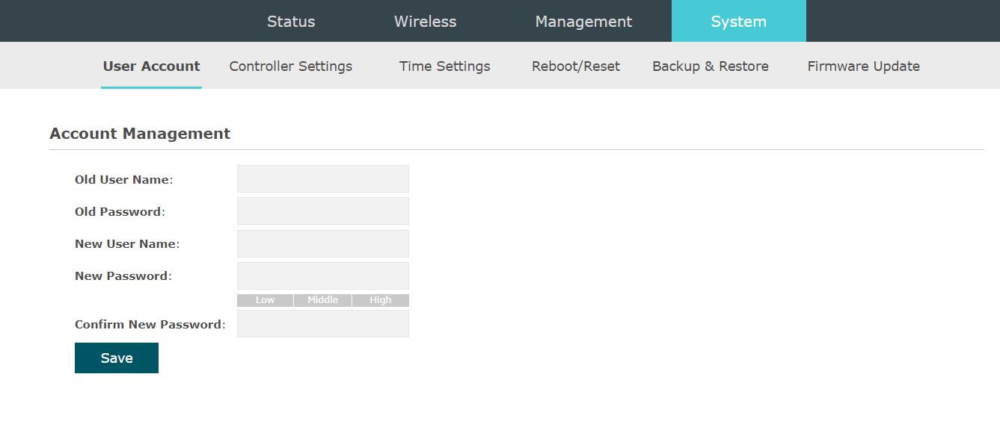 Status Wireless Management System
User Account Controller Settings Time Settings Reboot/Reset Backup & Restore Firmware Update
Account Management
Old User Name:
Old Password:
New User Name:
New Password:
Low Middle High
Confirm New Password:
Save